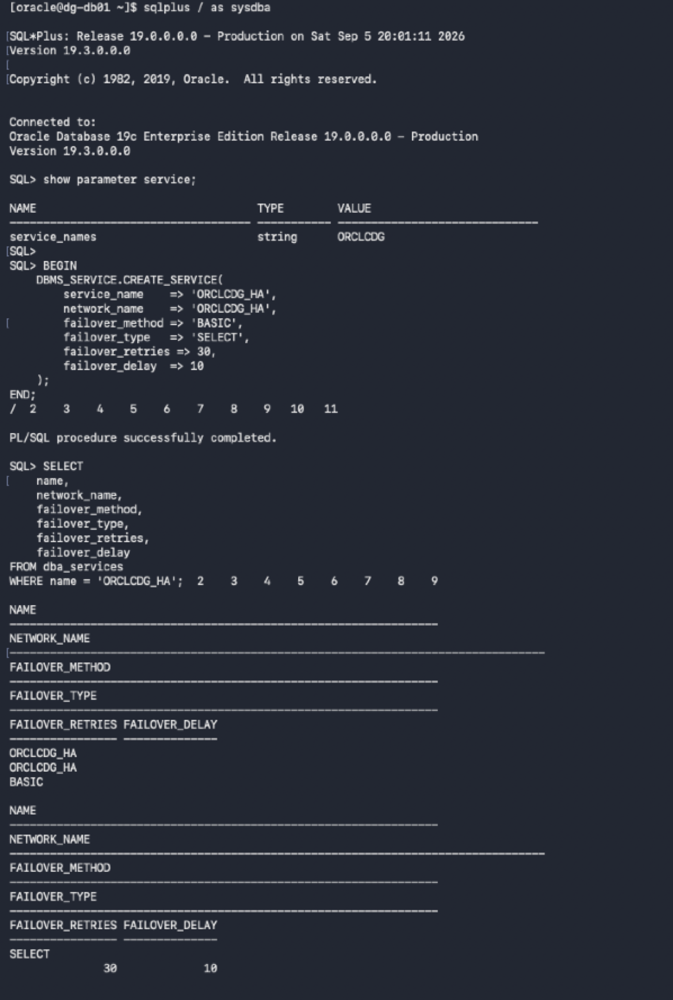 [oracle@dg-db01 ~]$ sqlplus / as sysdba
[SQL*Plus: Release 19.0.0.0.0 - Production on Sat Sep 5 20:01:11 2026
[Version 19.3.0.0.0
[
[Copyright (c) 1982, 2019, Oracle.  All rights reserved.
Connected to:
Oracle Database 19c Enterprise Edition Release 19.0.0.0.0 - Production
Version 19.3.0.0.0
SQL> show parameter service;
NAME                                 TYPE        VALUE
------------------------------------ ----------- ------------------------------
service_names                        string      ORCLCDG
[SQL>
SQL> BEGIN
    DBMS_SERVICE.CREATE_SERVICE(
        service_name    => 'ORCLCDG_HA',
        network_name    => 'ORCLCDG_HA',
[        failover_method => 'BASIC',
        failover_type   => 'SELECT',
        failover_retries => 30,
        failover_delay  => 10
    );
END;
/  2    3    4    5    6    7    8    9   10   11
PL/SQL procedure successfully completed.
SQL> SELECT
[    name,
    network_name,
    failover_method,
    failover_type,
    failover_retries,
    failover_delay
FROM dba_services
WHERE name = 'ORCLCDG_HA';  2    3    4    5    6    7    8    9
NAME
----------------------------------------------------------------
NETWORK_NAME
[--------------------------------------------------------------------------------
FAILOVER_METHOD
----------------------------------------------------------------
FAILOVER_TYPE
----------------------------------------------------------------
FAILOVER_RETRIES FAILOVER_DELAY
---------------- --------------
ORCLCDG_HA
ORCLCDG_HA
BASIC
NAME
----------------------------------------------------------------
NETWORK_NAME
--------------------------------------------------------------------------------
FAILOVER_METHOD
----------------------------------------------------------------
FAILOVER_TYPE
----------------------------------------------------------------
FAILOVER_RETRIES FAILOVER_DELAY
---------------- --------------
SELECT
              30             10